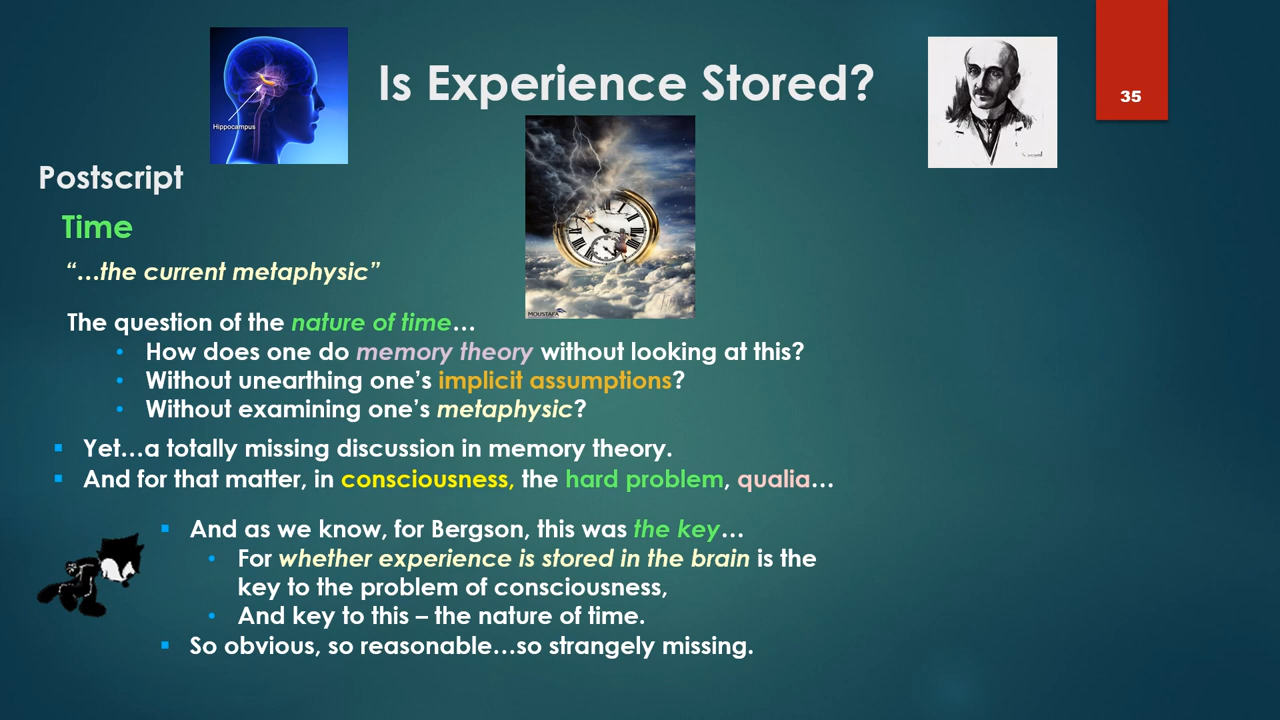 Is Experience Stored?
35
Hippocampus
Postscript
Time
“…the current metaphysic”
MOUSTAFA
The question of the nature of time…
• How does one do memory theory without looking at this?
• Without unearthing one’s implicit assumptions?
• Without examining one’s metaphysic?
▪ Yet…a totally missing discussion in memory theory.
▪ And for that matter, in consciousness, the hard problem, qualia…
▪ And as we know, for Bergson, this was the key…
• For whether experience is stored in the brain is the
key to the problem of consciousness,
• And key to this – the nature of time.
▪ So obvious, so reasonable…so strangely missing.